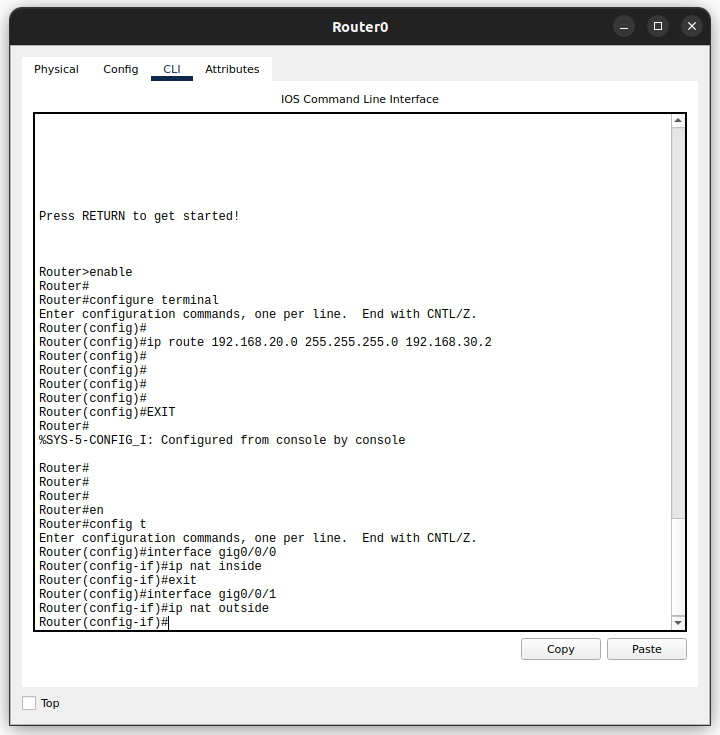 Router0
Physical Config CLI Attributes
IOS Command Line Interface
Press RETURN to get started!
Router>enable
Router#
Router#configure terminal
Enter configuration commands, one per line.  End with CNTL/Z.
Router(config)#
Router(config)#ip route 192.168.20.0 255.255.255.0 192.168.30.2
Router(config)#
Router(config)#
Router(config)#
Router(config)#
Router(config)#EXIT
Router#
%SYS-5-CONFIG_I: Configured from console by console
Router#
Router#
Router#
Router#en
Router#config t
Enter configuration commands, one per line.  End with CNTL/Z.
Router(config)#interface gig0/0/0
Router(config-if)#ip nat inside
Router(config-if)#exit
Router(config)#interface gig0/0/1
Router(config-if)#ip nat outside
Router(config-if)#
Copy Paste
Top